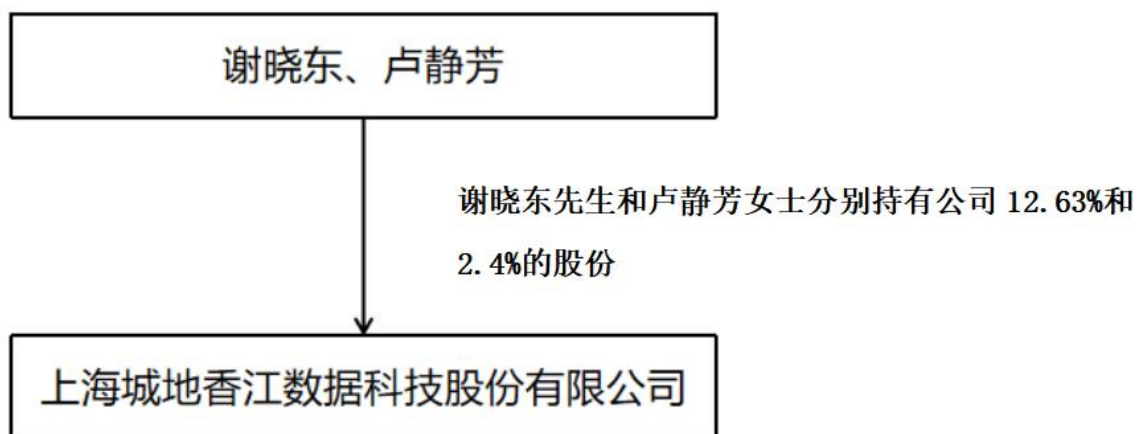 谢晓东、卢静芳
谢晓东先生和卢静芳女士分别持有公司 12.63%和
2.4%的股份
上海城地香江数据科技股份有限公司